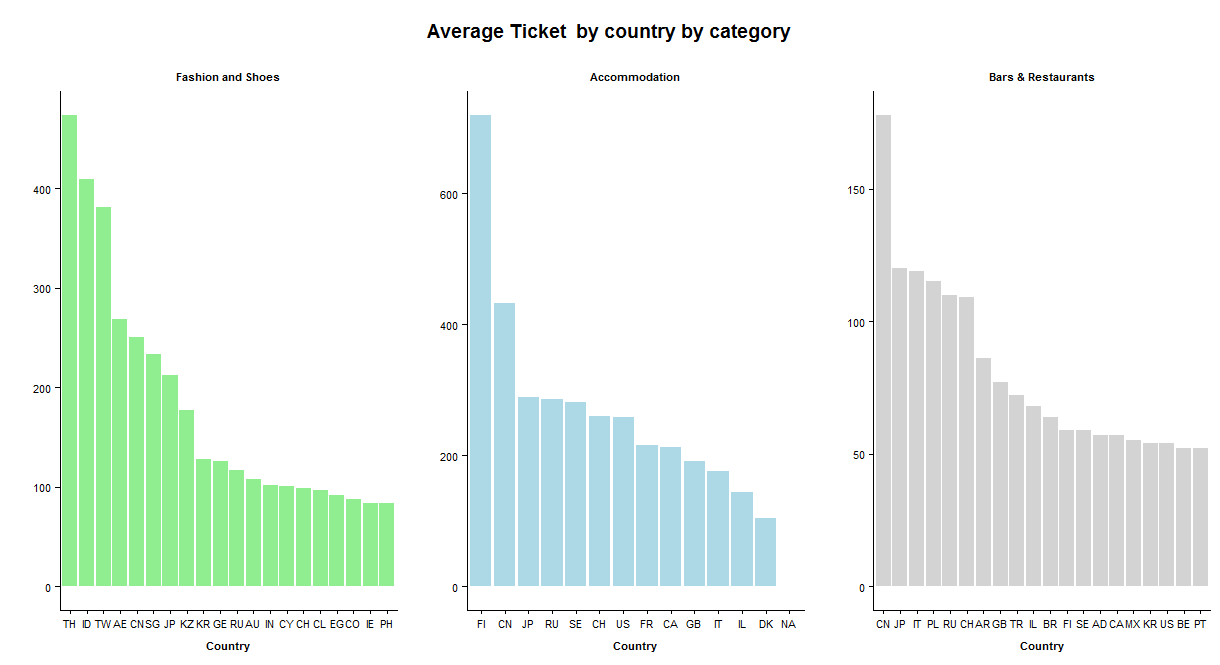 Average Ticket  by country by category
Fashion and Shoes
400
300
200
100
0
TH ID TW AE CN SG JP KZ KR GE RU AU IN CY CH CL EG CO IE PH
Country
Accommodation
600
400
200
0
FI CN JP RU SE CH US FR CA GB IT IL DK NA
Country
Bars & Restaurants
150
100
50
0
CN JP IT PL RU CH AR GB TR IL BR FI SE AD CA MX KR US BE PT
Country